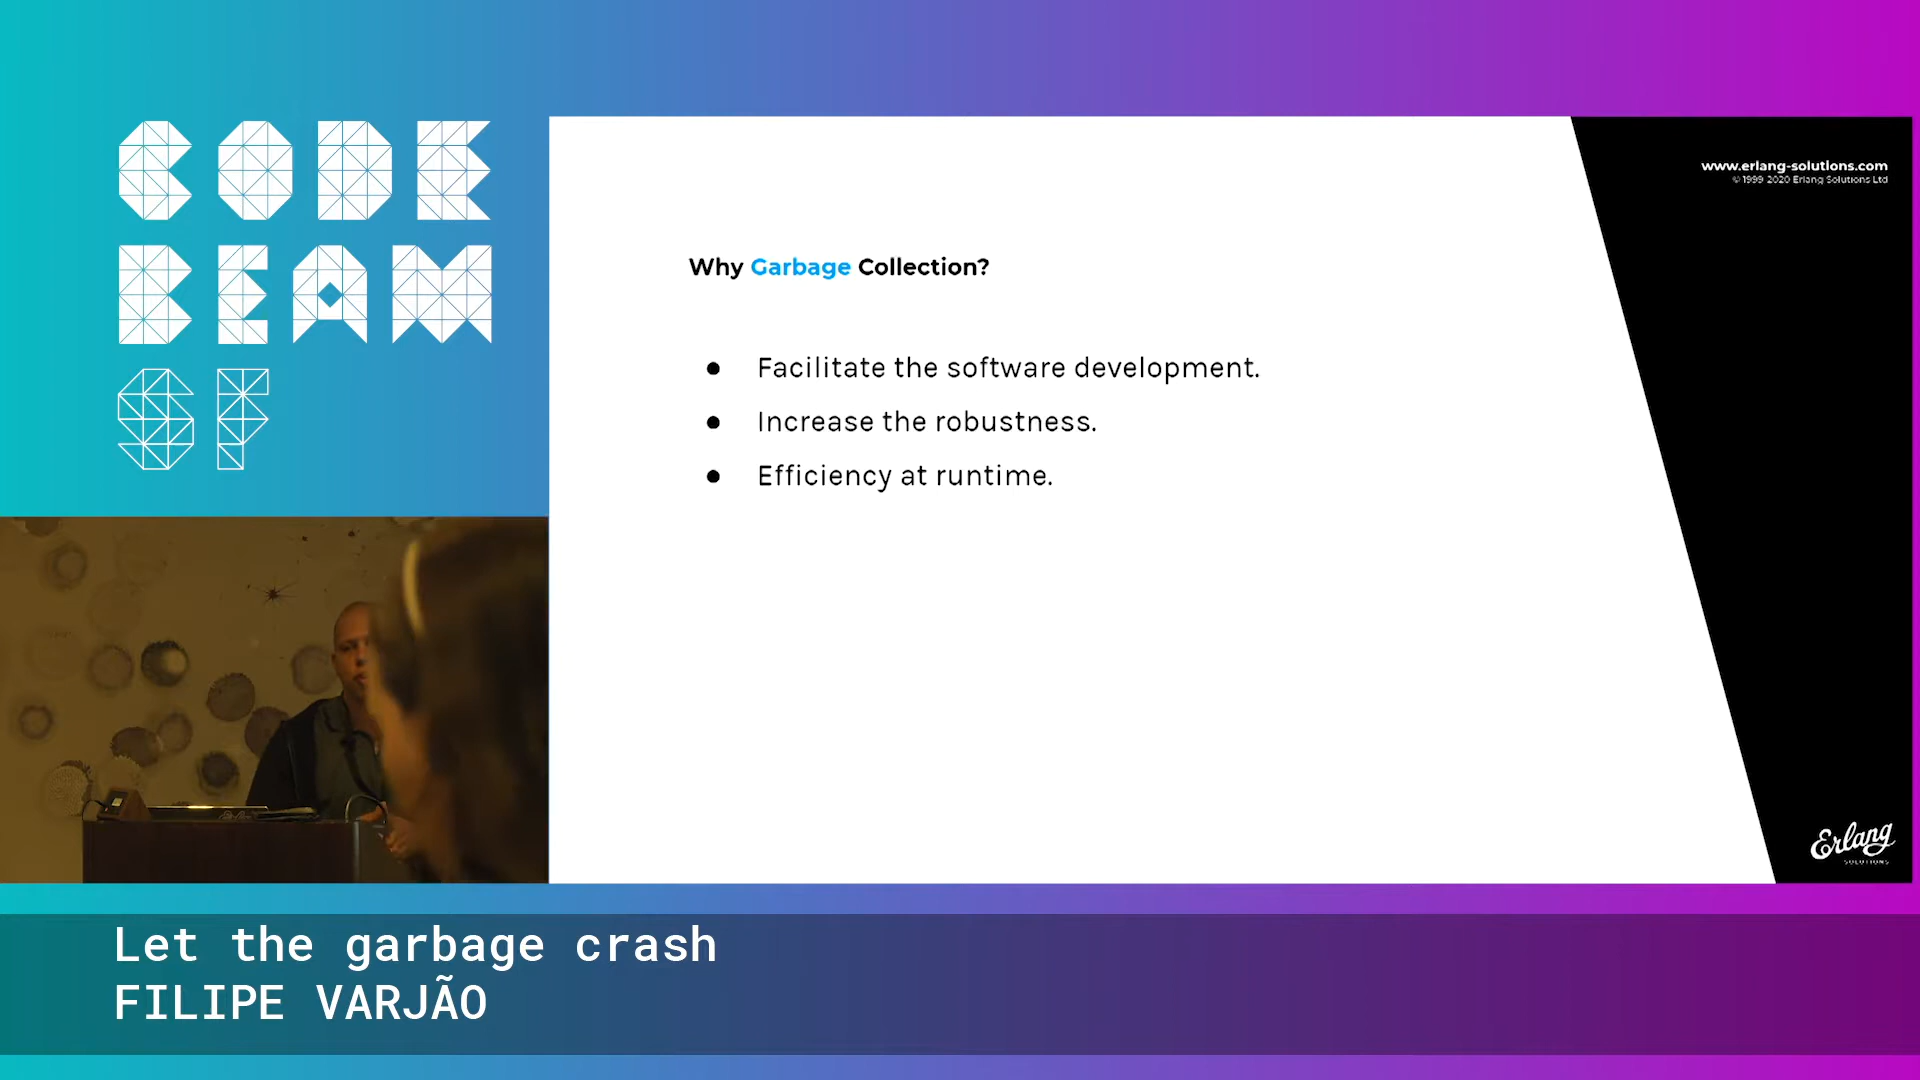 CODE
BEAM
SF
www.erlang-solutions.com
© 1999-2020 Erlang Solutions Ltd
Why Garbage Collection?
● Facilitate the software development.
● Increase the robustness.
● Efficiency at runtime.
Erlang
SOLUTIONS
Let the garbage crash
FILIPE VARJÃO